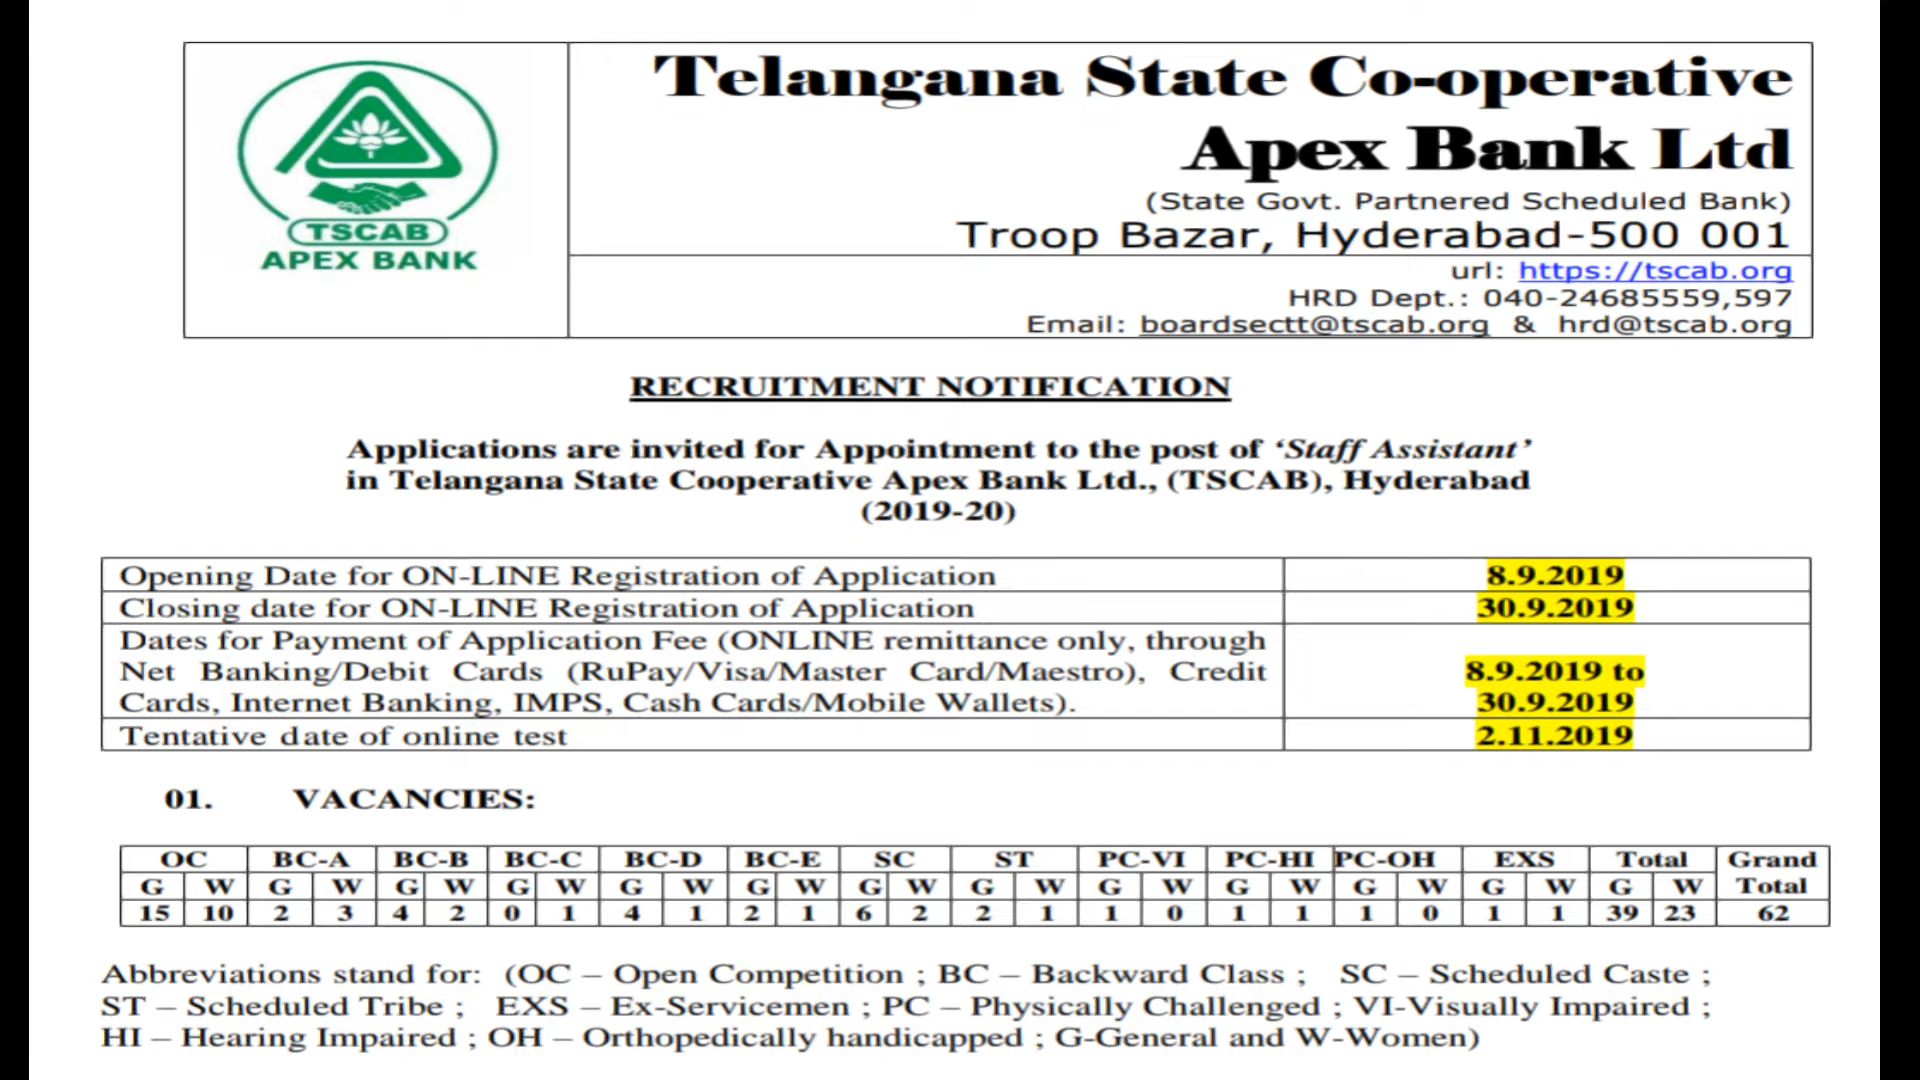 TSCAB
APEX BANK
Telangana State Co-operative
Apex Bank Ltd
(State Govt. Partnered Scheduled Bank)
Troop Bazar, Hyderabad-500 001
url: https://tscab.org
HRD Dept.: 040-24685559,597
Email: boardsectt@tscab.org & hrd@tscab.org
RECRUITMENT NOTIFICATION
Applications are invited for Appointment to the post of ‘Staff Assistant’
in Telangana State Cooperative Apex Bank Ltd., (TSCAB), Hyderabad
(2019-20)
Opening Date for ON-LINE Registration of Application 8.9.2019
Closing date for ON-LINE Registration of Application 30.9.2019
Dates for Payment of Application Fee (ONLINE remittance only, through
Net Banking/Debit Cards (RuPay/Visa/Master Card/Maestro), Credit 8.9.2019 to
Cards, Internet Banking, IMPS, Cash Cards/Mobile Wallets). 30.9.2019
Tentative date of online test 2.11.2019
01. VACANCIES:
OC BC-A BC-B BC-C BC-D BC-E SC ST PC-VI PC-HI PC-OH EXS Total Grand
G W G W G W G W G W G W G W G W G W G W G W G W G W Total
15 10 2 3 4 2 0 1 4 1 2 1 6 2 2 1 1 0 1 1 1 0 1 1 39 23 62
Abbreviations stand for: (OC – Open Competition ; BC – Backward Class ; SC – Scheduled Caste ;
ST – Scheduled Tribe ; EXS – Ex-Servicemen ; PC – Physically Challenged ; VI-Visually Impaired ;
HI – Hearing Impaired ; OH – Orthopedically handicapped ; G-General and W-Women)